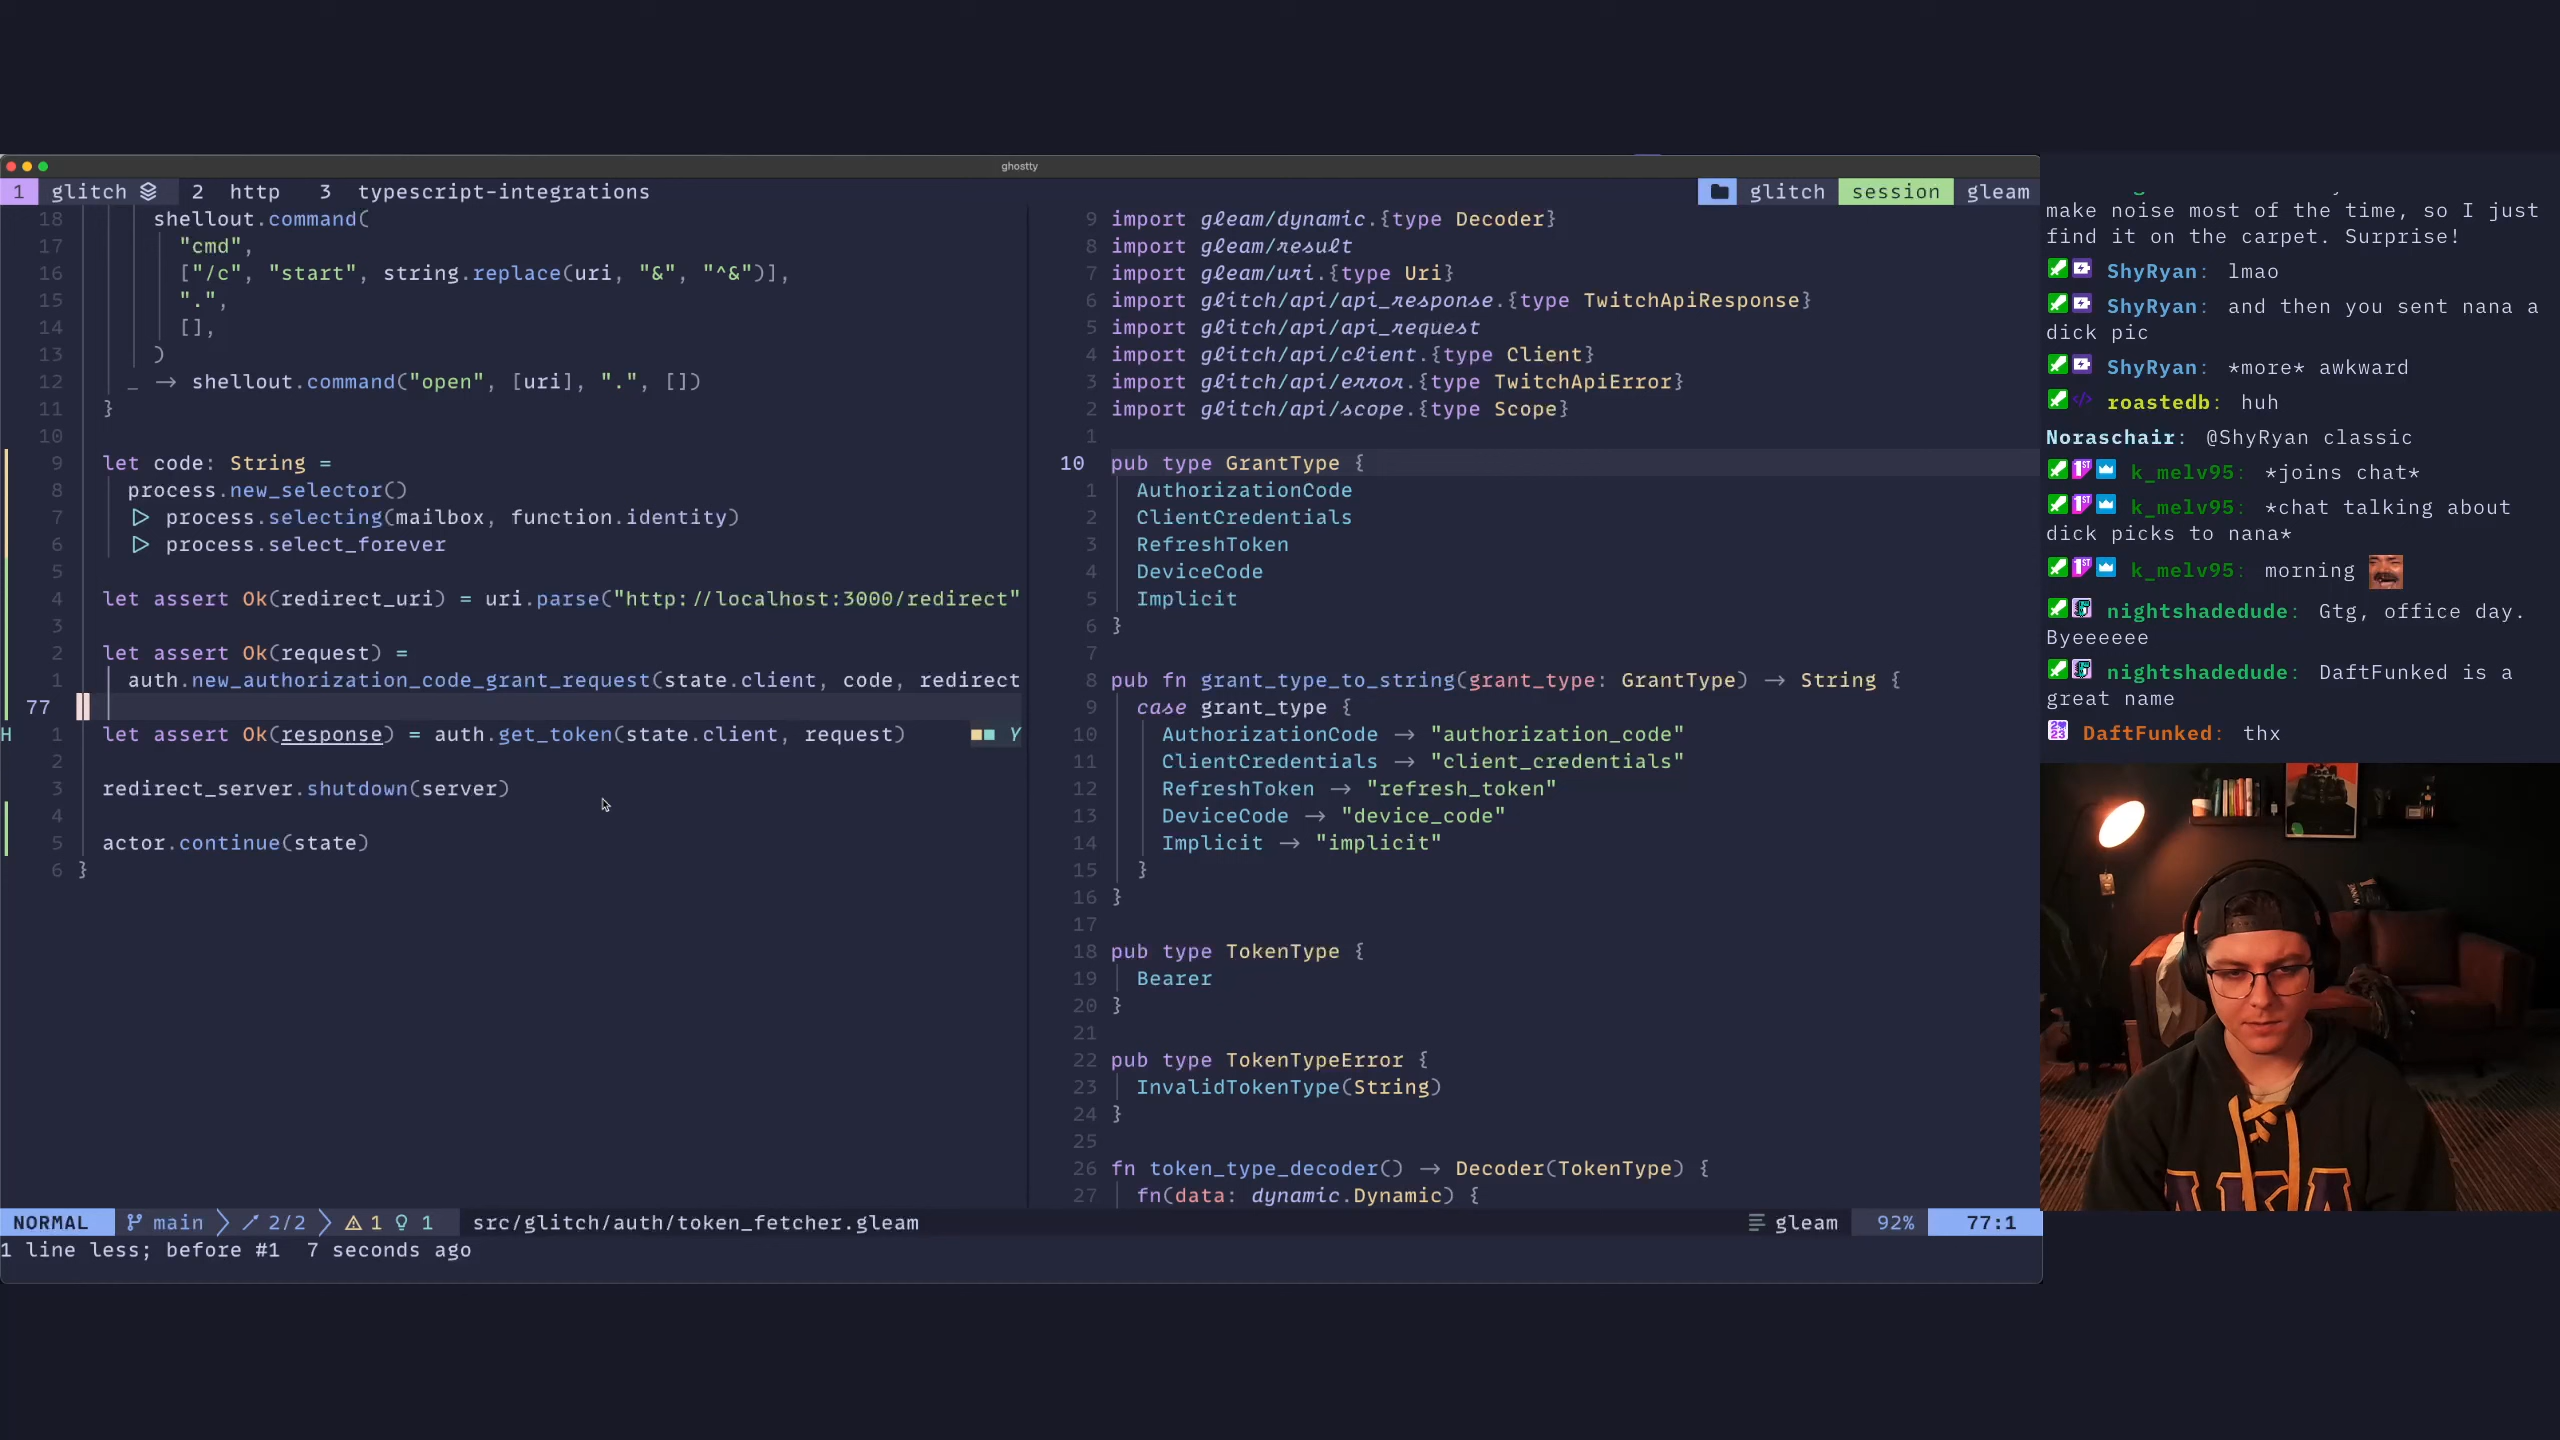 ghostty
1 glitch 2 http 3 typescript-integrations
glitch session gleam
18 shellout.command(
17 "cmd",
16 ["/c", "start", string.replace(uri, "&", "^&")],
15 ".",
14 [],
13 )
12 _ → shellout.command("open", [uri], ".", [])
11 }
10
9 let code: String =
8 process.new_selector()
7 ▷ process.selecting(mailbox, function.identity)
6 ▷ process.select_forever
5
4 let assert Ok(redirect_uri) = uri.parse("http://localhost:3000/redirect"
3
2 let assert Ok(request) =
1 auth.new_authorization_code_grant_request(state.client, code, redirect
77
H 1 let assert Ok(response) = auth.get_token(state.client, request) ■■ Y
2
3 redirect_server.shutdown(server)
4
5 actor.continue(state)
6 }
9 import gleam/dynamic.{type Decoder}
8 import gleam/result
7 import gleam/uri.{type Uri}
6 import glitch/api/api_response.{type TwitchApiResponse}
5 import glitch/api/api_request
4 import glitch/api/client.{type Client}
3 import glitch/api/error.{type TwitchApiError}
2 import glitch/api/scope.{type Scope}
1
10 pub type GrantType {
1 AuthorizationCode
2 ClientCredentials
3 RefreshToken
4 DeviceCode
5 Implicit
6 }
7
8 pub fn grant_type_to_string(grant_type: GrantType) → String {
9 case grant_type {
10 AuthorizationCode → "authorization_code"
11 ClientCredentials → "client_credentials"
12 RefreshToken → "refresh_token"
13 DeviceCode → "device_code"
14 Implicit → "implicit"
15 }
16 }
17
18 pub type TokenType {
19 Bearer
20 }
21
22 pub type TokenTypeError {
23 InvalidTokenType(String)
24 }
25
26 fn token_type_decoder() → Decoder(TokenType) {
27 fn(data: dynamic.Dynamic) {
NORMAL main 2/2 1 1 src/glitch/auth/token_fetcher.gleam gleam 92% 77:1
1 line less; before #1 7 seconds ago
make noise most of the time, so I just
find it on the carpet. Surprise!
ShyRyan: lmao
ShyRyan: and then you sent nana a
dick pic
ShyRyan: *more* awkward
roastedb: huh
Noraschair: @ShyRyan classic
k_melv95: *joins chat*
k_melv95: *chat talking about
dick picks to nana*
k_melv95: morning
nightshadedude: Gtg, office day.
Byeeeeee
nightshadedude: DaftFunked is a
great name
DaftFunked: thx